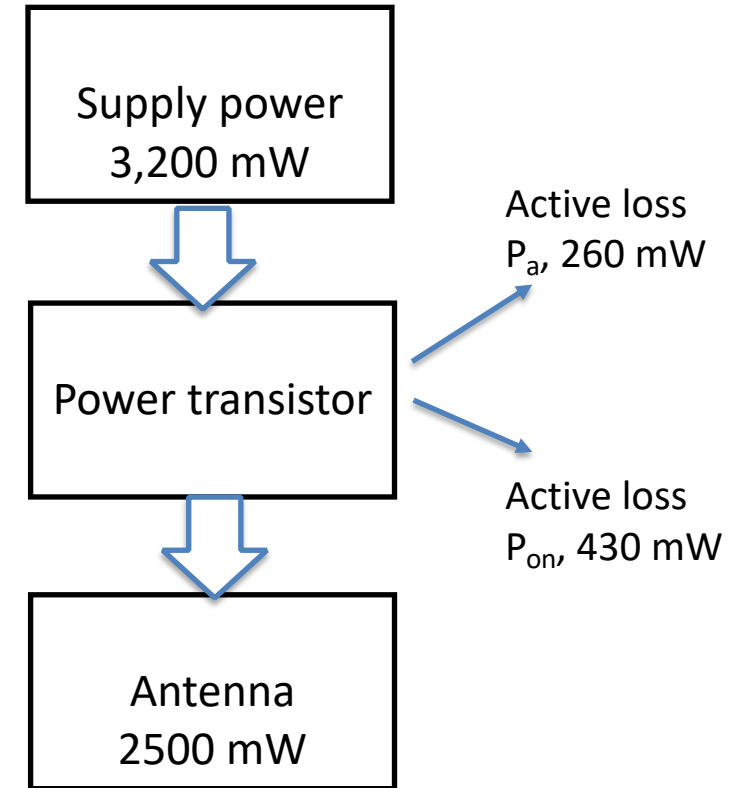 Supply power
3,200 mW
Active loss
Pₐ, 260 mW
Power transistor
Active loss
Pₒₙ, 430 mW
Antenna
2500 mW